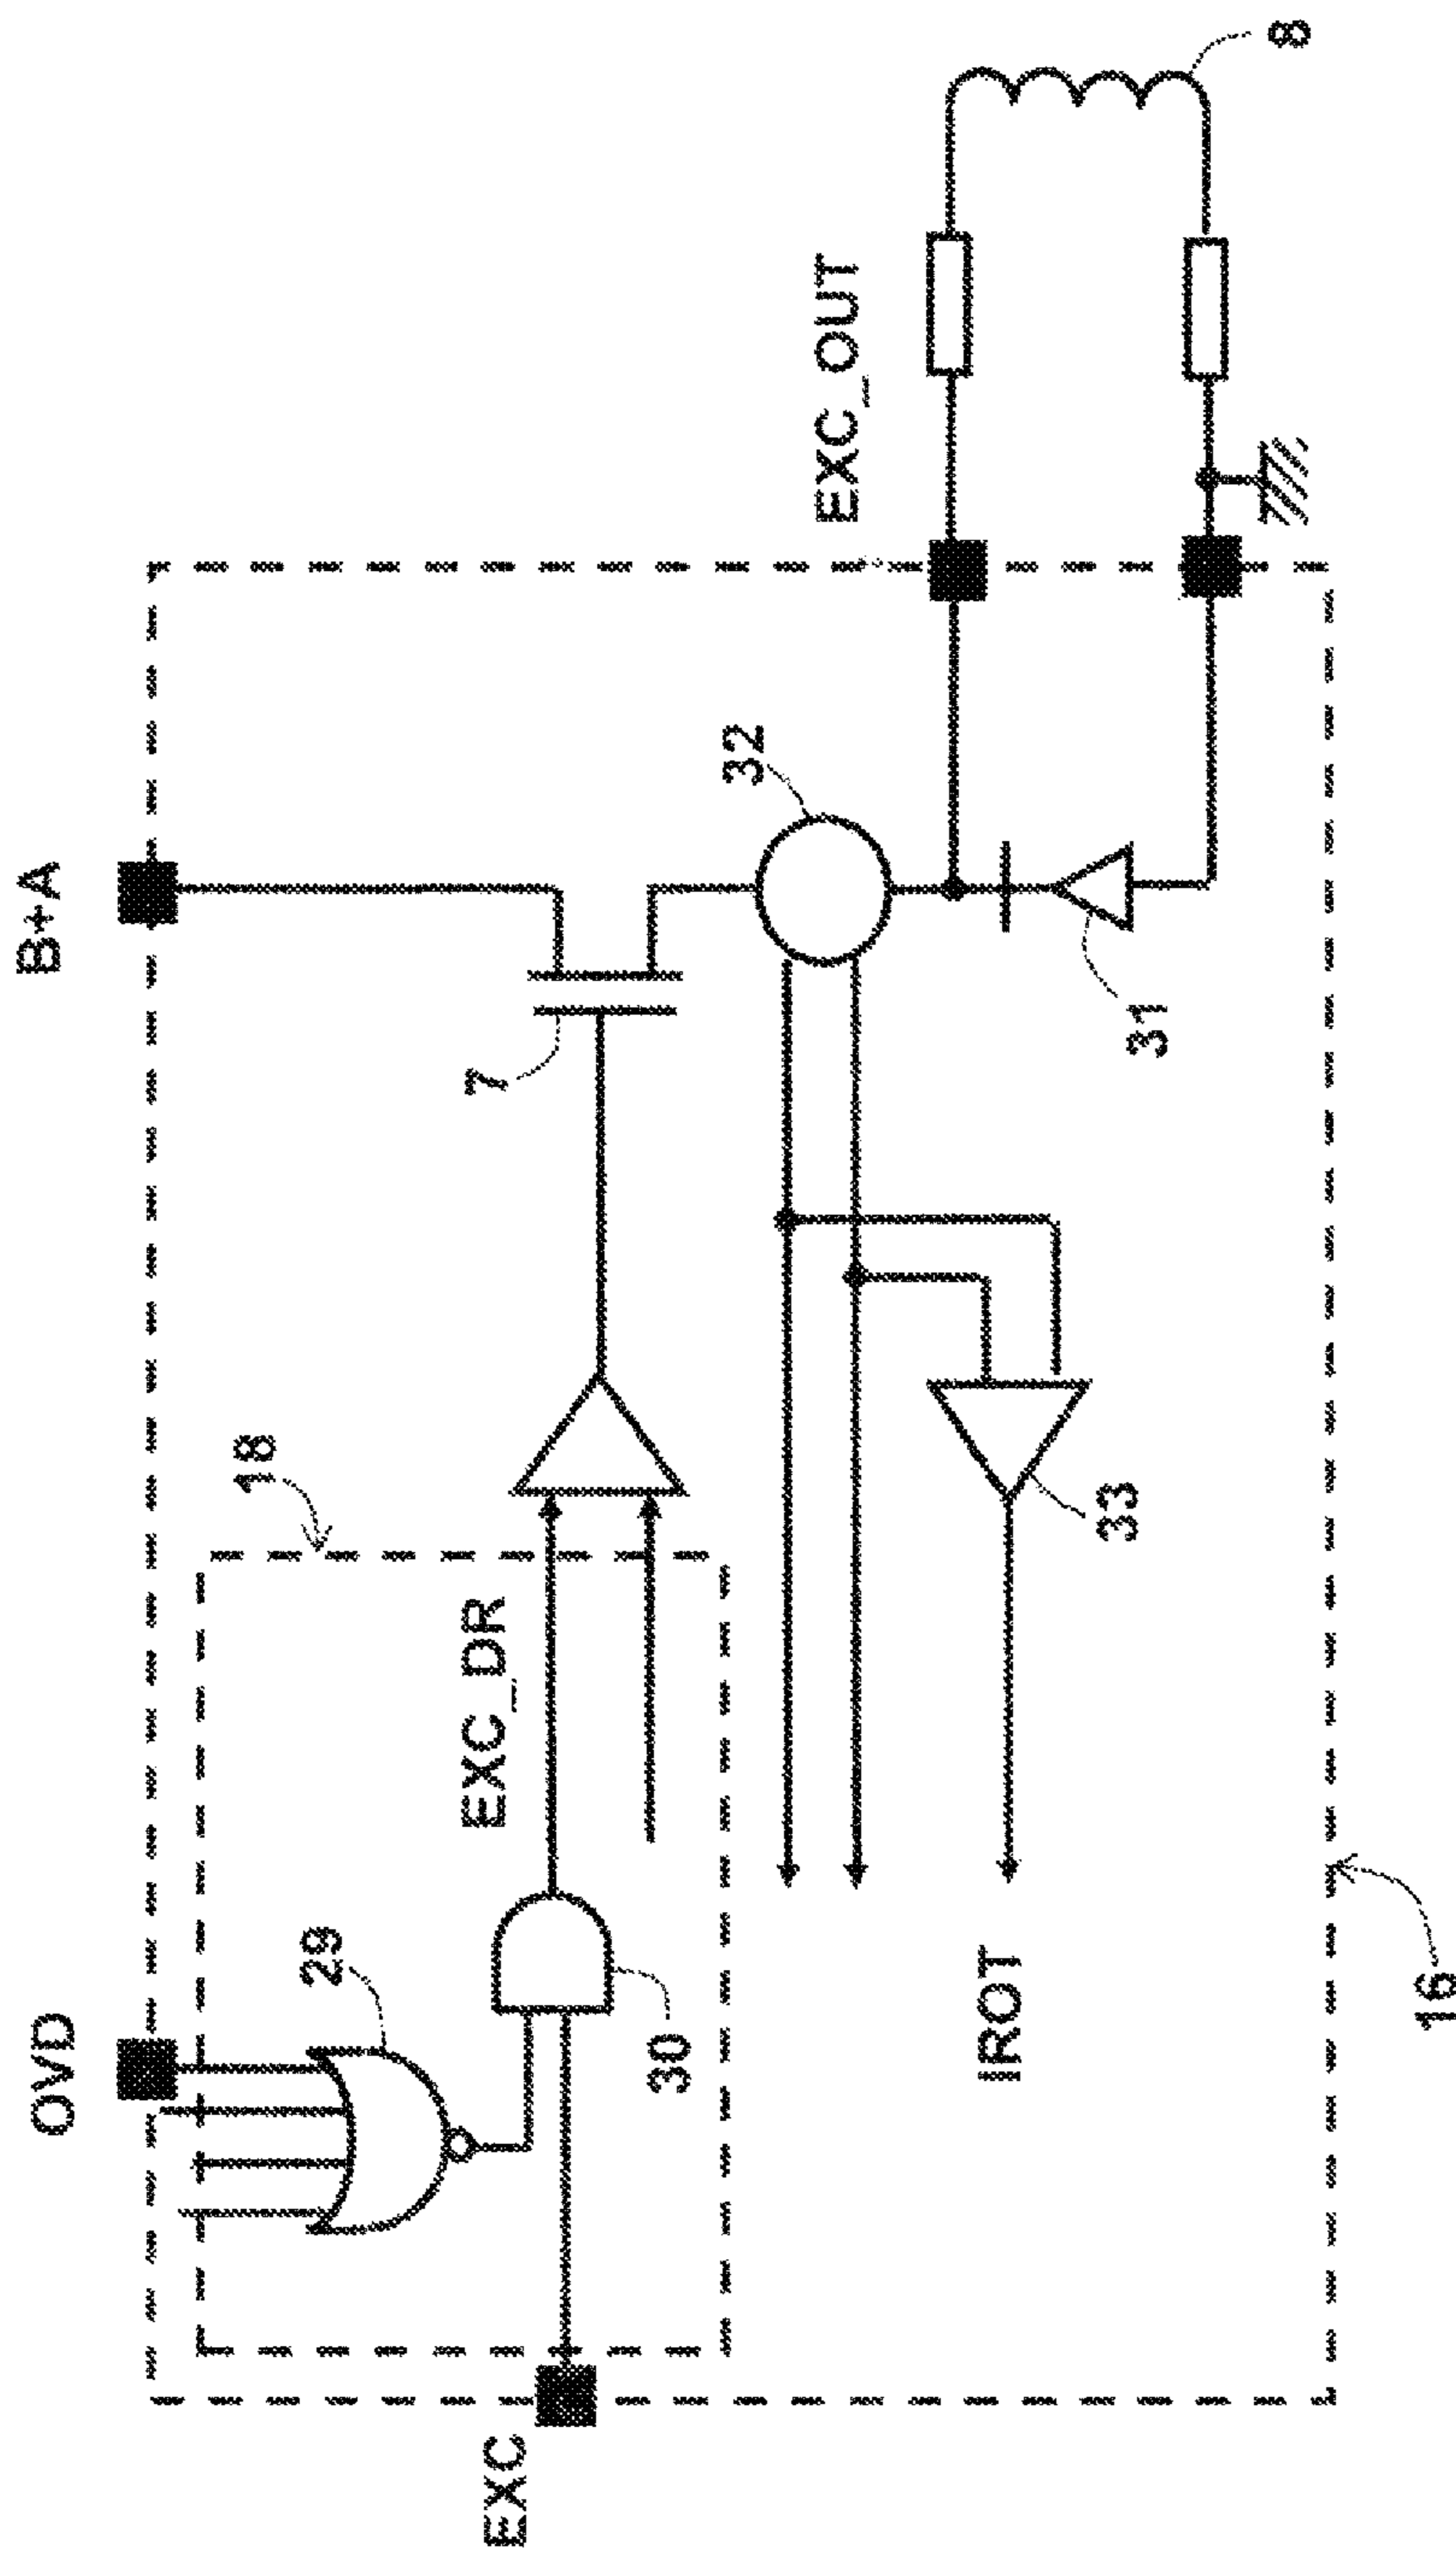 OVD
B+A
18
29
7
EXC_DR
32
EXC_OUT
EXC
30
8
31
33
IROT
16